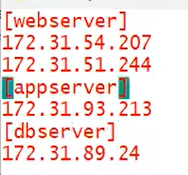 [webserver]
172.31.54.207
172.31.51.244
[appserver]
172.31.93.213
[dbserver]
172.31.89.24